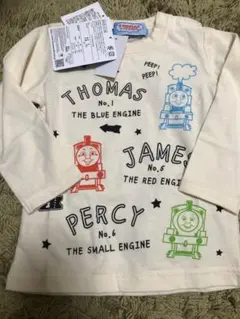 PEEP!
PEEP!
THOMAS
No.1
THE BLUE ENGINE
JAMES
No.5
THE RED ENGINE
PERCY
No.6
THE SMALL ENGINE